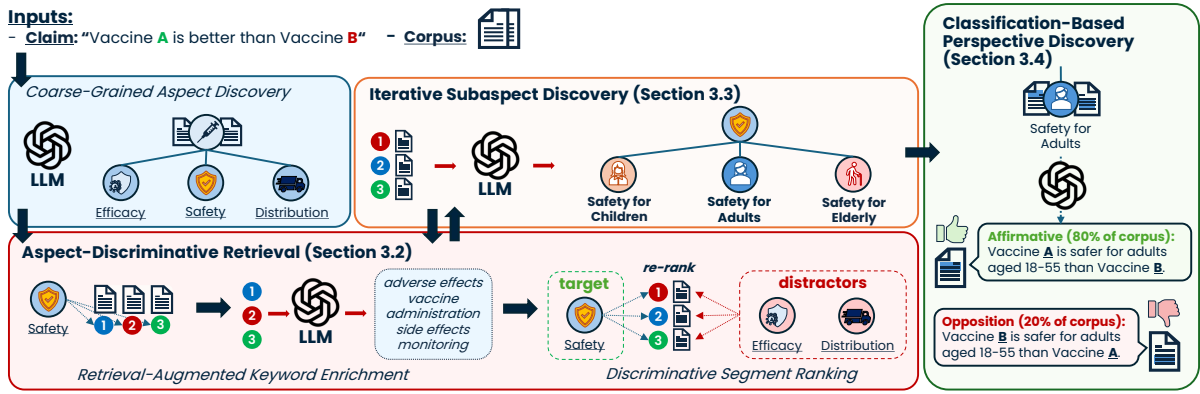 Inputs:
- Claim: “Vaccine A is better than Vaccine B“
- Corpus:
Coarse-Grained Aspect Discovery
LLM
Efficacy
Safety
Distribution
Iterative Subaspect Discovery (Section 3.3)
1
2
3
LLM
Safety for
Children
Safety for
Adults
Safety for
Elderly
Aspect-Discriminative Retrieval (Section 3.2)
Safety
1 2 3
1
2
3
LLM
adverse effects
vaccine
administration
side effects
monitoring
Retrieval-Augmented Keyword Enrichment
target
Safety
re-rank
1
2
3
distractors
Efficacy
Distribution
Discriminative Segment Ranking
Classification-Based
Perspective Discovery
(Section 3.4)
Safety for
Adults
Affirmative (80% of corpus):
Vaccine A is safer for adults
aged 18-55 than Vaccine B.
Opposition (20% of corpus):
Vaccine B is safer for adults
aged 18-55 than Vaccine A.